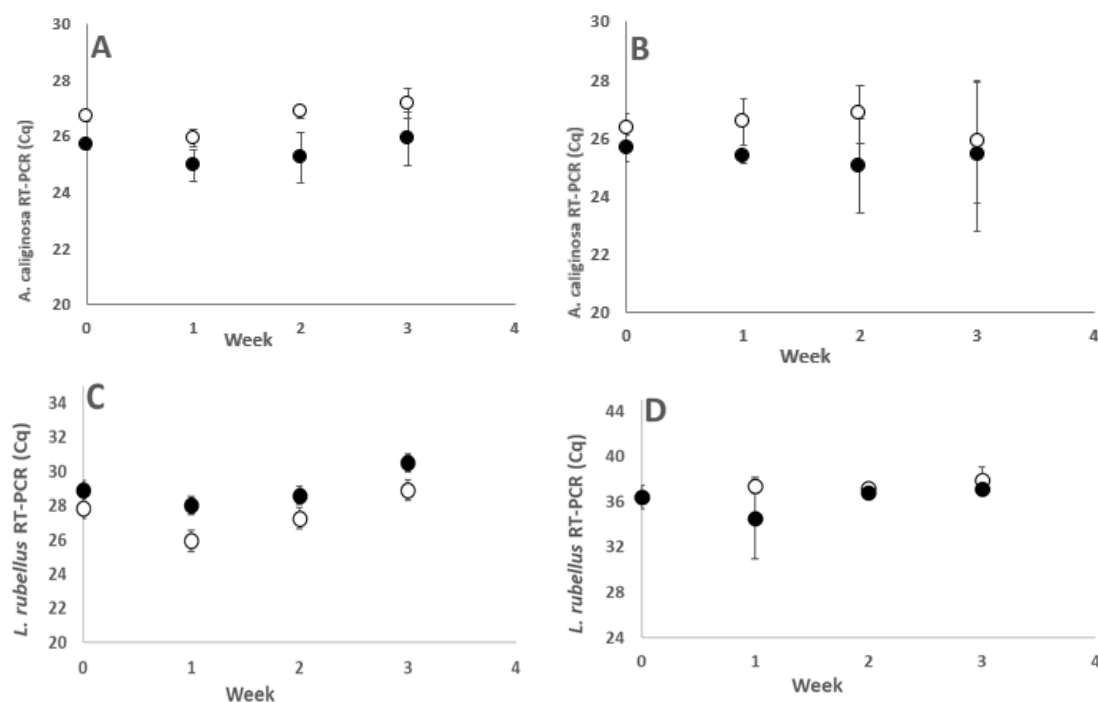 A
A. caliginosa RT-PCR (Cq)
30
28
26
24
22
20
0 1 2 3 4
Week
B
A. caliginosa RT-PCR (Cq)
30
28
26
24
22
20
0 1 2 3 4
Week
C
L. rubellus RT-PCR (Cq)
34
32
30
28
26
24
22
20
0 1 2 3 4
Week
D
L. rubellus RT-PCR (Cq)
44
40
36
32
28
24
0 1 2 3 4
Week